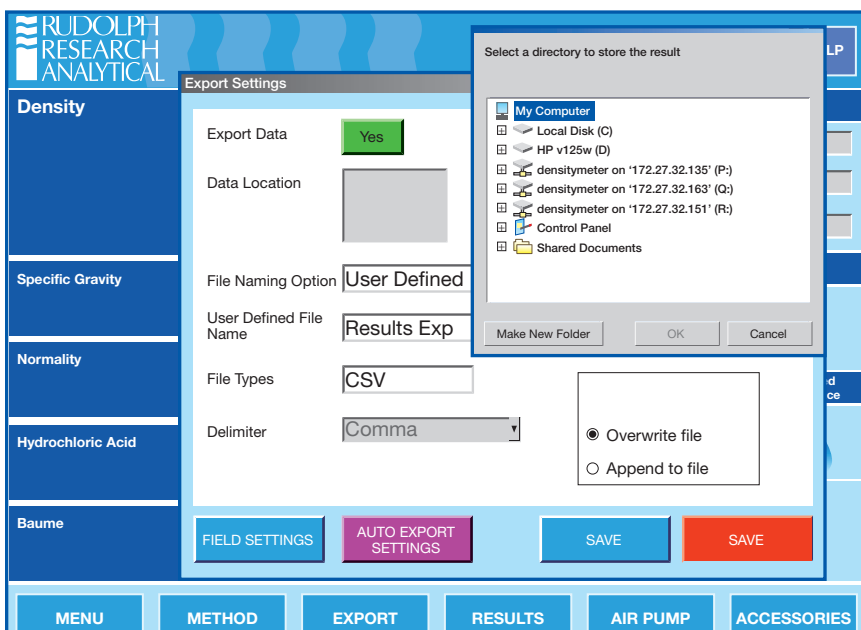 RUDOLPH
RESEARCH
ANALYTICAL
LP
Select a directory to store the result
My Computer
Local Disk (C)
HP v125w (D)
densitymeter on '172.27.32.135' (P:)
densitymeter on '172.27.32.163' (Q:)
densitymeter on '172.27.32.151' (R:)
Control Panel
Shared Documents
Make New Folder
OK
Cancel
Export Settings
Export Data
Yes
Data Location
File Naming Option
User Defined
User Defined File
Name
Results Exp
File Types
CSV
Delimiter
Comma
Overwrite file
Append to file
FIELD SETTINGS
AUTO EXPORT
SETTINGS
SAVE
SAVE
Density
Specific Gravity
Normality
Hydrochloric Acid
Baume
d
ce
MENU
METHOD
EXPORT
RESULTS
AIR PUMP
ACCESSORIES